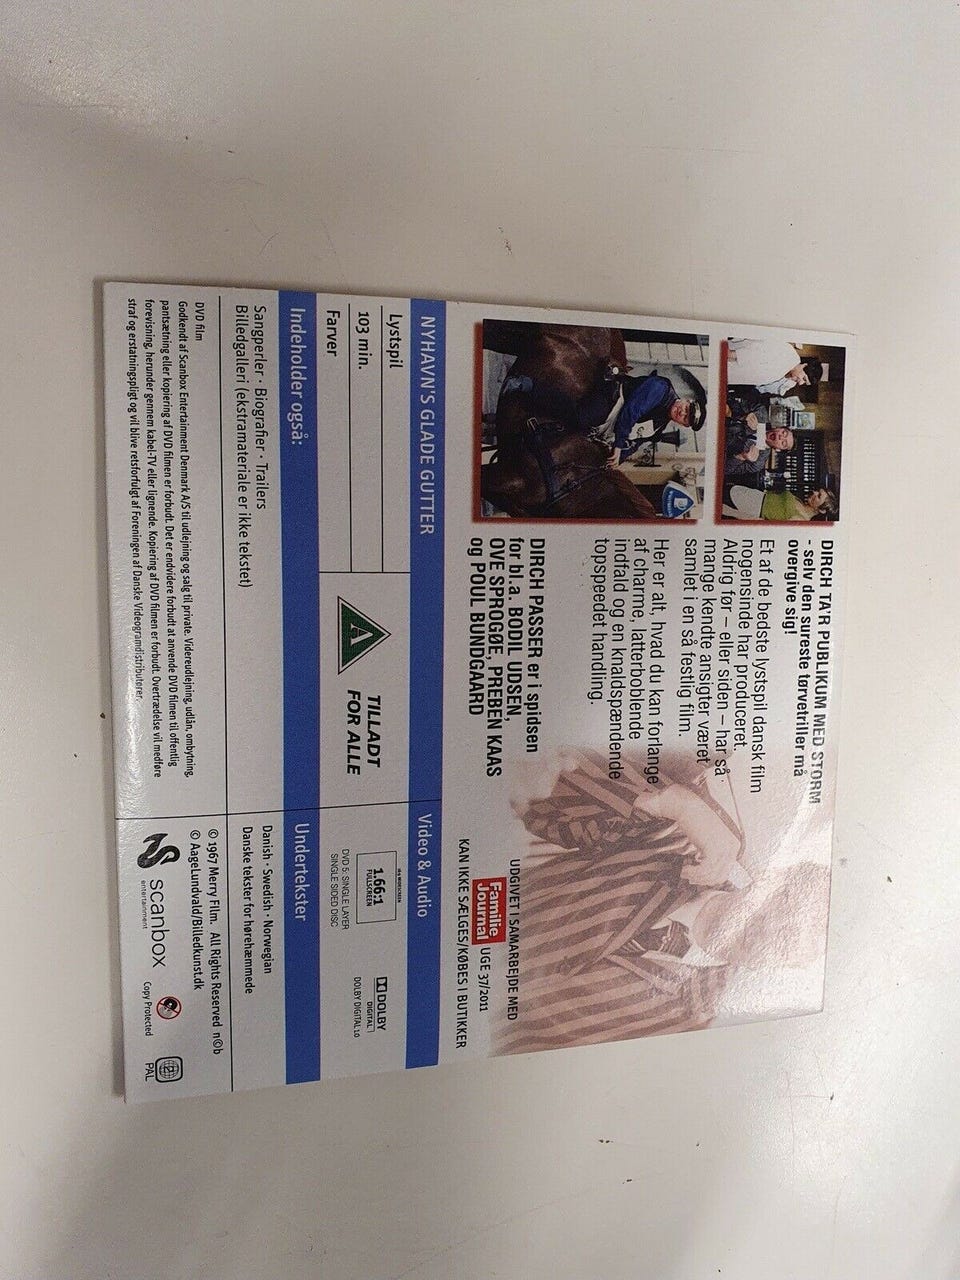 DIRCH TA'R PUBLIKUM MED STORM
- selv den sureste tørvetriller må
overgive sig!
Et af de bedste lystspil dansk film
nogensinde har produceret.
Aldrig før – eller siden – har så
mange kendte ansigter været
samlet i en så festlig film.
Her er alt, hvad du kan forlange
af charme, latterboblende
indfald og en knaldspændende
topspeedet handling.
DIRCH PASSER er i spidsen
for bl.a. BODIL UDSEN,
OVE SPROGØE, PREBEN KAAS
og POUL BUNDGAARD
UDGIVET I SAMARBEJDE MED
Familie
Journal UGE 37/2011
KAN IKKE SÆLGES/KØBES I BUTIKKER
NYHAVN'S GLADE GUTTER
Lystspil
103 min.
Farver
A
TILLADT
FOR ALLE
Video & Audio
1.66:1
FULLSCREEN
DVD 5: SINGLE LAYER
SINGLE SIDED DISC
DOLBY
DIGITAL
DOLBY DIGITAL 1.0
Indeholder også:
Sangperler · Biografier · Trailers
Billedgalleri (ekstramateriale er ikke tekstet)
Undertekster
Danish · Swedish · Norwegian
Danske tekster for hørehæmmede
DVD film
Godkendt af Scanbox Entertainment Denmark A/S til udlejning og salg til private. Videreudlejning, udlån, ombytning,
pantsætning eller kopiering af DVD filmen er forbudt. Det er endvidere forbudt at anvende DVD filmen til offentlig
forevisning, herunder gennem kabel-TV eller lignende. Kopiering af DVD filmen er forbudt. Overtrædelse vil medføre
straf og erstatningspligt og vil blive retsforfulgt af Foreningen af Danske Videogramdistributører.
© 1967 Merry Film. All Rights Reserved n©b
© AageLundvald/Billedkunst.dk
scanbox
entertainment
Copy Protected
2
PAL